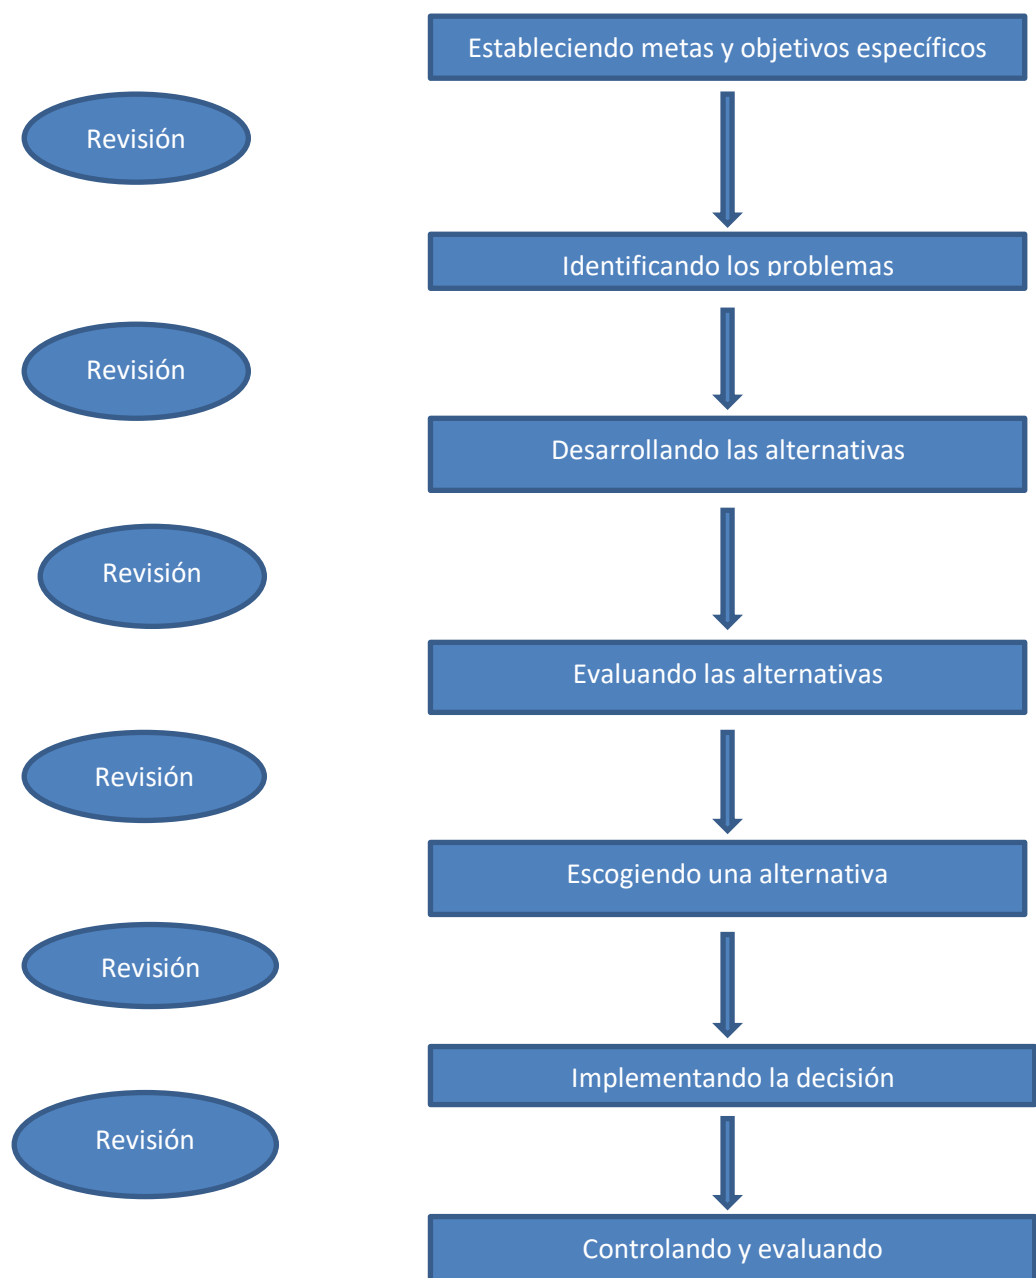 Estableciendo metas y objetivos específicos
Revisión
Identificando los problemas
Revisión
Desarrollando las alternativas
Revisión
Evaluando las alternativas
Revisión
Escogiendo una alternativa
Revisión
Implementando la decisión
Revisión
Controlando y evaluando